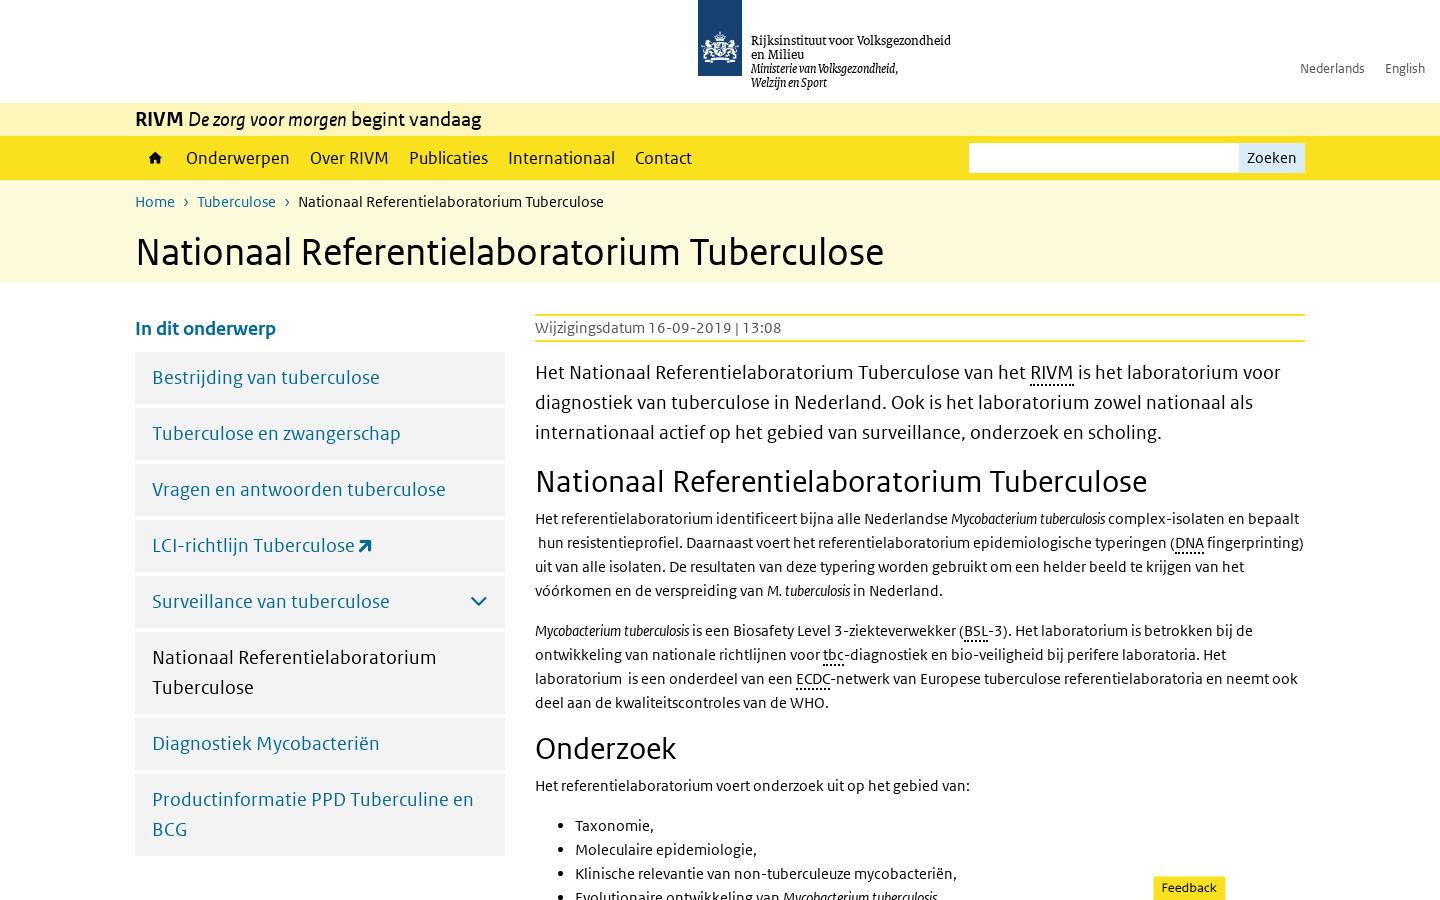 Rijksinstituut voor Volksgezondheid
en Milieu
Ministerie van Volksgezondheid,
Welzijn en Sport
Nederlands English
RIVM De zorg voor morgen begint vandaag
Onderwerpen Over RIVM Publicaties Internationaal Contact Zoeken
Home › Tuberculose › Nationaal Referentielaboratorium Tuberculose
Nationaal Referentielaboratorium Tuberculose
In dit onderwerp
Bestrijding van tuberculose
Tuberculose en zwangerschap
Vragen en antwoorden tuberculose
LCI-richtlijn Tuberculose
Surveillance van tuberculose
Nationaal Referentielaboratorium
Tuberculose
Diagnostiek Mycobacteriën
Productinformatie PPD Tuberculine en
BCG
Wijzigingsdatum 16-09-2019 | 13:08
Het Nationaal Referentielaboratorium Tuberculose van het RIVM is het laboratorium voor
diagnostiek van tuberculose in Nederland. Ook is het laboratorium zowel nationaal als
internationaal actief op het gebied van surveillance, onderzoek en scholing.
Nationaal Referentielaboratorium Tuberculose
Het referentielaboratorium identificeert bijna alle Nederlandse Mycobacterium tuberculosis complex-isolaten en bepaalt
hun resistentieprofiel. Daarnaast voert het referentielaboratorium epidemiologische typeringen (DNA fingerprinting)
uit van alle isolaten. De resultaten van deze typering worden gebruikt om een helder beeld te krijgen van het
vóórkomen en de verspreiding van M. tuberculosis in Nederland.
Mycobacterium tuberculosis is een Biosafety Level 3-ziekteverwekker (BSL-3). Het laboratorium is betrokken bij de
ontwikkeling van nationale richtlijnen voor tbc-diagnostiek en bio-veiligheid bij perifere laboratoria. Het
laboratorium is een onderdeel van een ECDC-netwerk van Europese tuberculose referentielaboratoria en neemt ook
deel aan de kwaliteitscontroles van de WHO.
Onderzoek
Het referentielaboratorium voert onderzoek uit op het gebied van:
• Taxonomie,
• Moleculaire epidemiologie,
• Klinische relevantie van non-tuberculeuze mycobacteriën,
• Evolutionaire ontwikkeling van Mycobacterium tuberculosis
Feedback